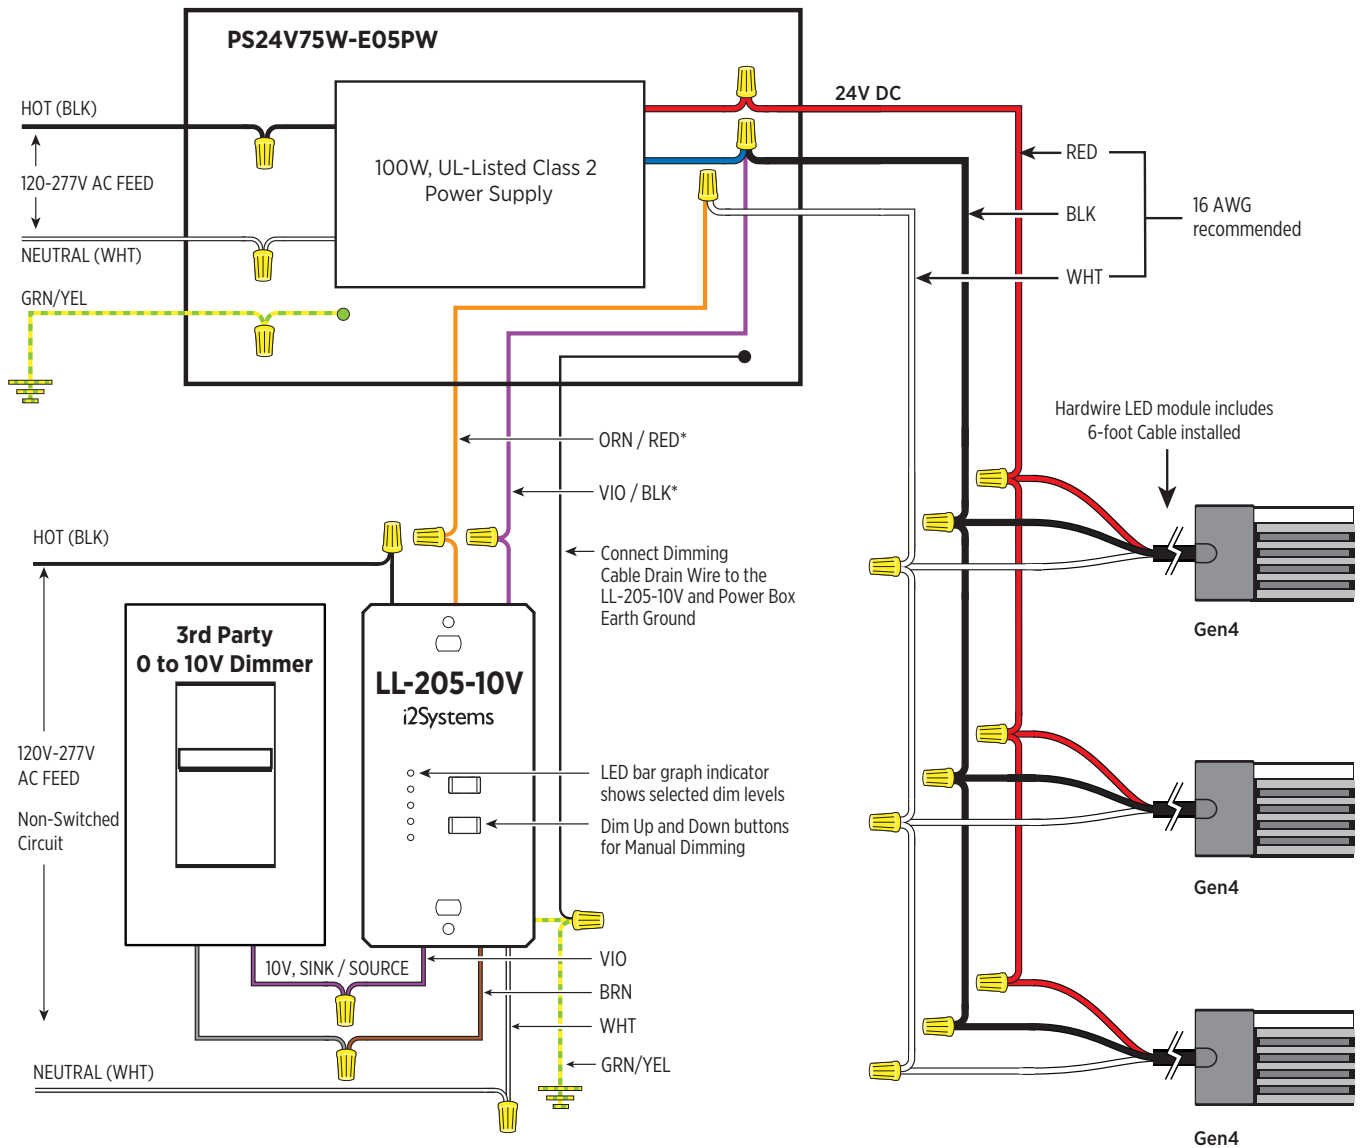 PS24V75W-E05PW
HOT (BLK)
120-277V AC FEED
NEUTRAL (WHT)
GRN/YEL
100W, UL-Listed Class 2
Power Supply
24V DC
RED
BLK
WHT
16 AWG
recommended
ORN / RED*
VIO / BLK*
Hardwire LED module includes
6-foot Cable installed
Connect Dimming
Cable Drain Wire to the
LL-205-10V and Power Box
Earth Ground
HOT (BLK)
120V-277V
AC FEED
Non-Switched
Circuit
3rd Party
0 to 10V Dimmer
LL-205-10V
i2Systems
LED bar graph indicator
shows selected dim levels
Dim Up and Down buttons
for Manual Dimming
Gen4
Gen4
Gen4
10V, SINK / SOURCE
VIO
BRN
WHT
GRN/YEL
NEUTRAL (WHT)